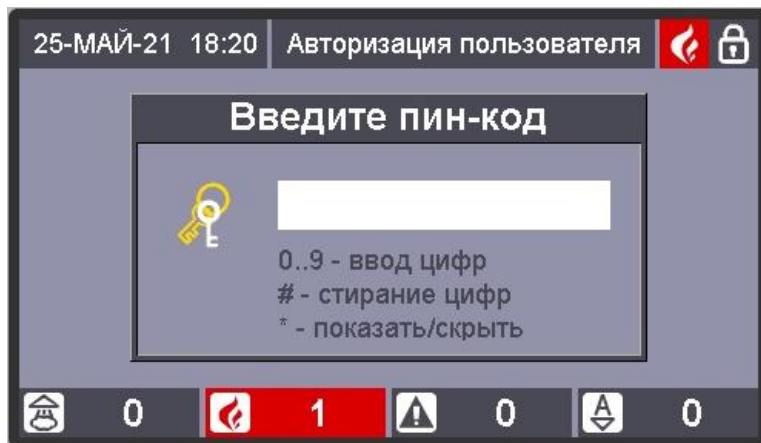 25-МАЙ-21 18:20 Авторизация пользователя
Введите пин-код
0..9 - ввод цифр
# - стирание цифр
* - показать/скрыть
0 1 0 A 0